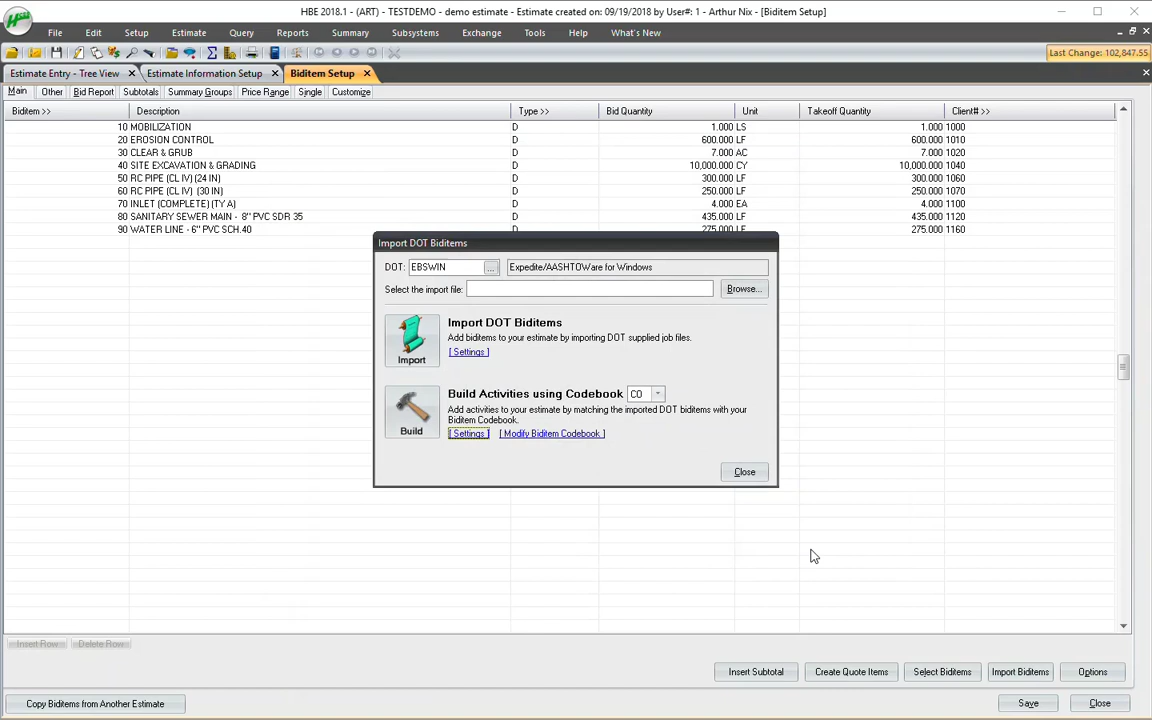 HBE 2018.1 - (ART) - TESTDEMO - demo estimate - Estimate created on: 09/19/2018 by User#: 1 - Arthur Nix - [Biditem Setup]
File Edit Setup Estimate Query Reports Summary Subsystems Exchange Tools Help What's New
Last Change: 102,847.55
Estimate Entry - Tree View Estimate Information Setup Biditem Setup
Main Other Bid Report Subtotals Summary Groups Price Range Single Customize
Biditem >> Description Type >> Bid Quantity Unit Takeoff Quantity Client# >>
10 MOBILIZATION D 1.000 LS 1.000 1000
20 EROSION CONTROL D 600.000 LF 600.000 1010
30 CLEAR & GRUB D 7.000 AC 7.000 1020
40 SITE EXCAVATION & GRADING D 10,000.000 CY 10,000.000 1040
50 RC PIPE (CL IV) (24 IN) D 300.000 LF 300.000 1060
60 RC PIPE (CL IV) (30 IN) D 250.000 LF 250.000 1070
70 INLET (COMPLETE) (TY A) D 4.000 EA 4.000 1100
80 SANITARY SEWER MAIN - 8" PVC SDR 35 D 435.000 LF 435.000 1120
90 WATER LINE - 6" PVC SCH.40 D 275.000 LF 275.000 1160
Import DOT Biditems
DOT: EBSWIN ... Expedite/AASHTOWare for Windows
Select the import file: Browse...
Import
Import DOT Biditems
Add biditems to your estimate by importing DOT supplied job files.
[ Settings ]
Build
Build Activities using Codebook CO
Add activities to your estimate by matching the imported DOT biditems with your
Biditem Codebook.
[ Settings ] [ Modify Biditem Codebook ]
Close
Insert Row Delete Row
Insert Subtotal Create Quote Items Select Biditems Import Biditems Options
Copy Biditems from Another Estimate Save Close